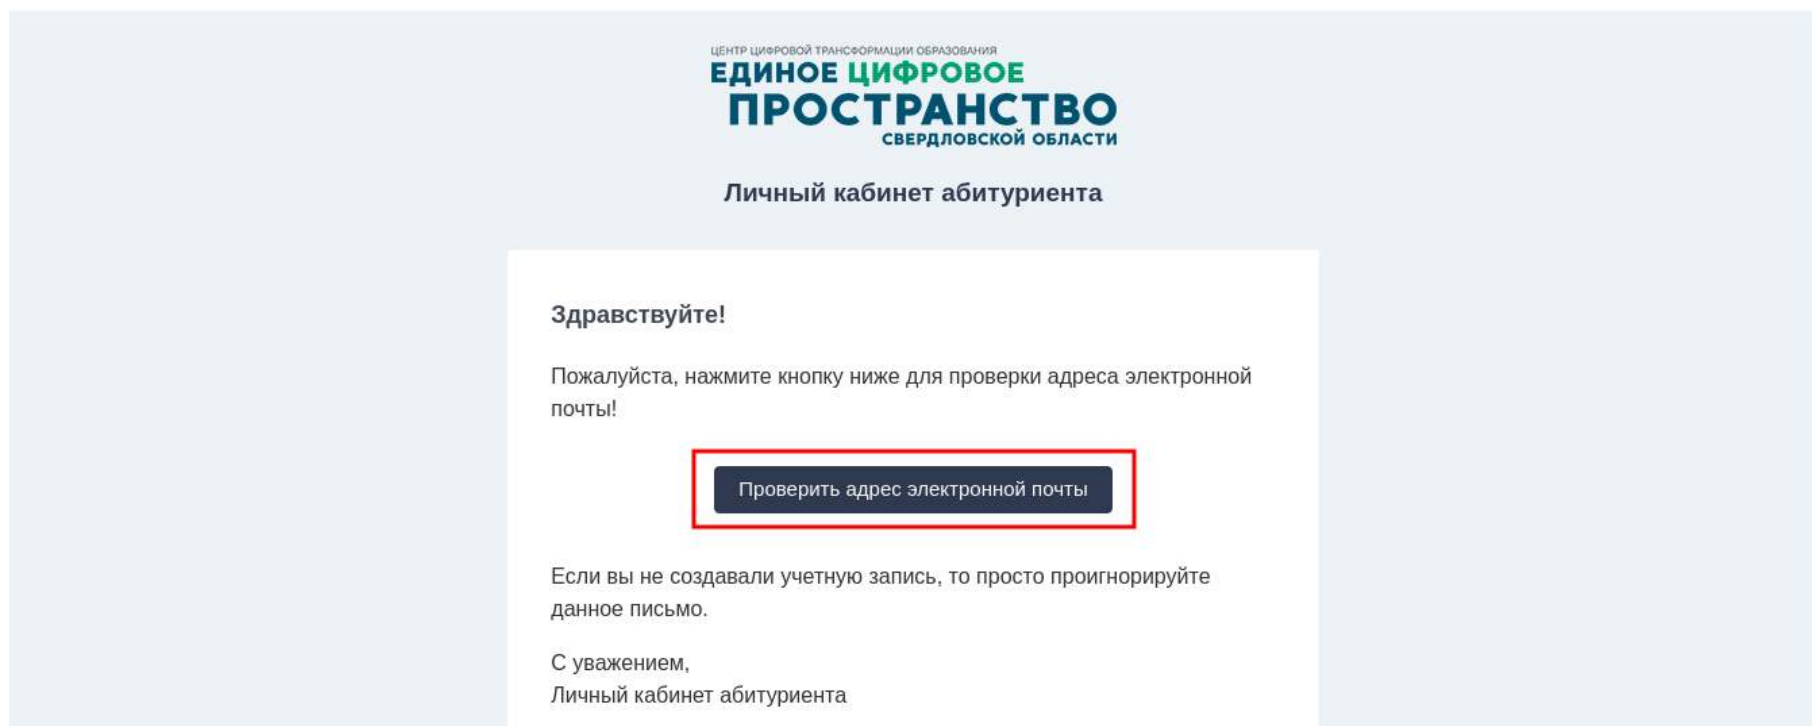 ЦЕНТР ЦИФРОВОЙ ТРАНСФОРМАЦИИ ОБРАЗОВАНИЯ
ЕДИНОЕ ЦИФРОВОЕ
ПРОСТРАНСТВО
СВЕРДЛОВСКОЙ ОБЛАСТИ
Личный кабинет абитуриента
Здравствуйте!
Пожалуйста, нажмите кнопку ниже для проверки адреса электронной
почты!
Проверить адрес электронной почты
Если вы не создавали учетную запись, то просто проигнорируйте
данное письмо.
С уважением,
Личный кабинет абитуриента